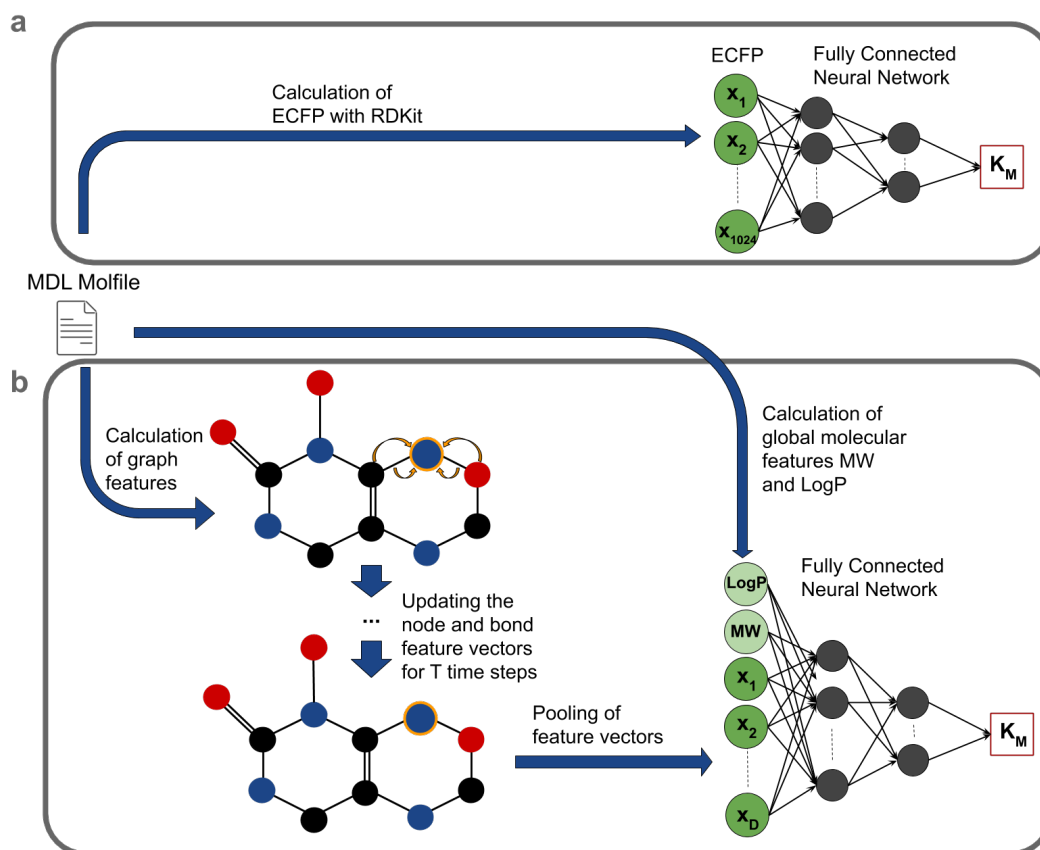 a
Calculation of
ECFP with RDKit
ECFP
Fully Connected
Neural Network
x1
x2
x1024
KM
MDL Molfile
b
Calculation
of graph
features
Calculation of
global molecular
features MW
and LogP
...
Updating the
node and bond
feature vectors
for T time steps
Pooling of
feature vectors
Fully Connected
Neural Network
LogP
MW
x1
x2
xD
KM